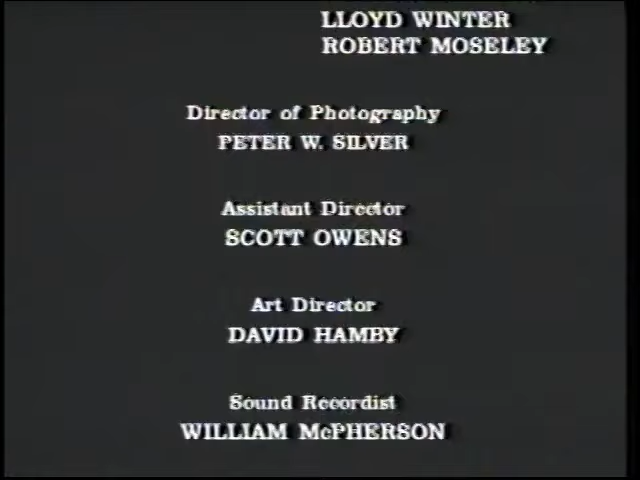 LLOYD WINTER
ROBERT MOSELEY
Director of Photography
PETER W. SILVER
Assistant Director
SCOTT OWENS
Art Director
DAVID HAMBY
Sound Recordist
WILLIAM McPHERSON